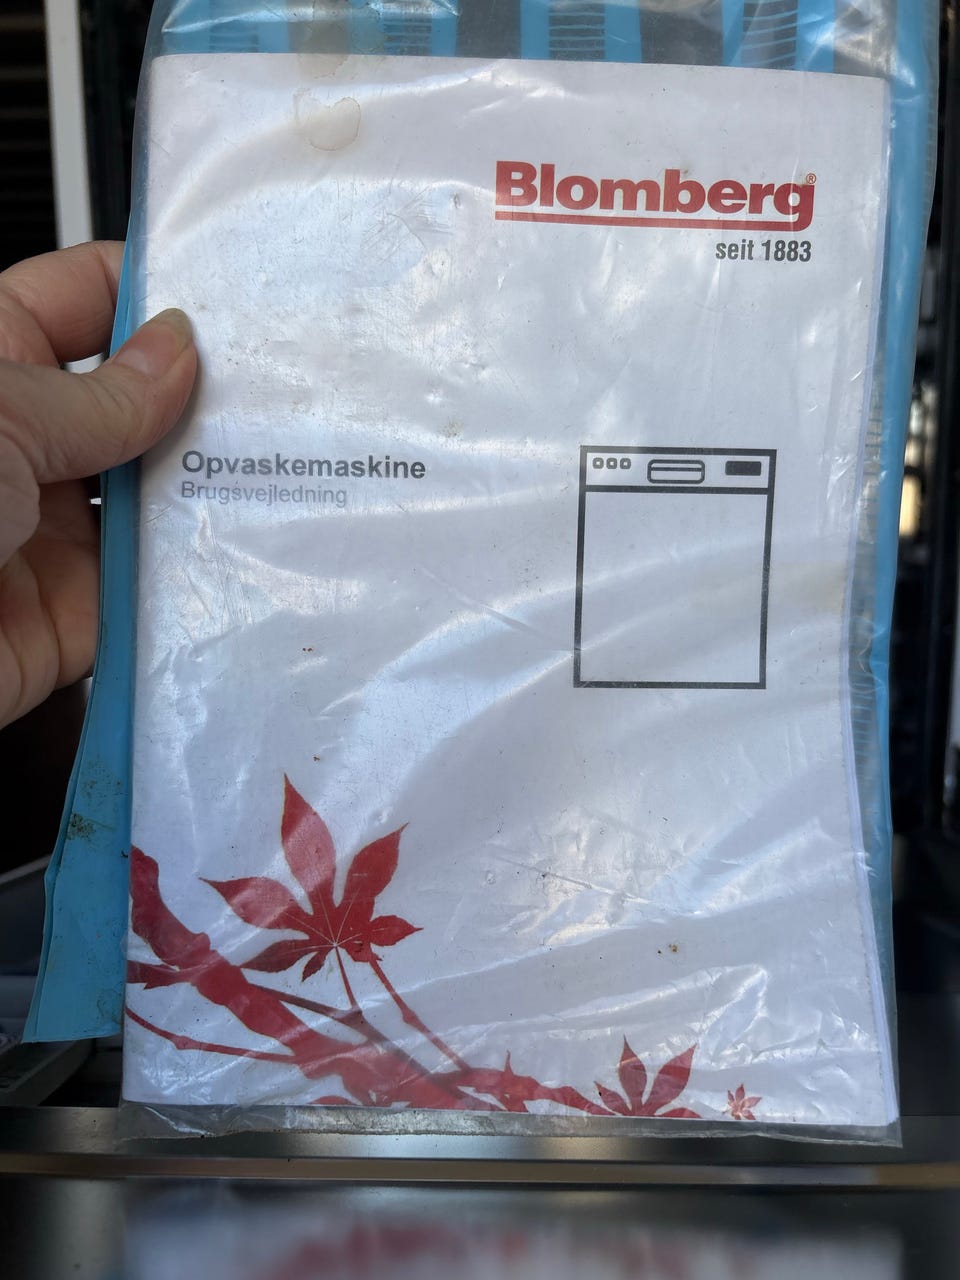 Blomberg®
seit 1883
Opvaskemaskine
Brugsvejledning